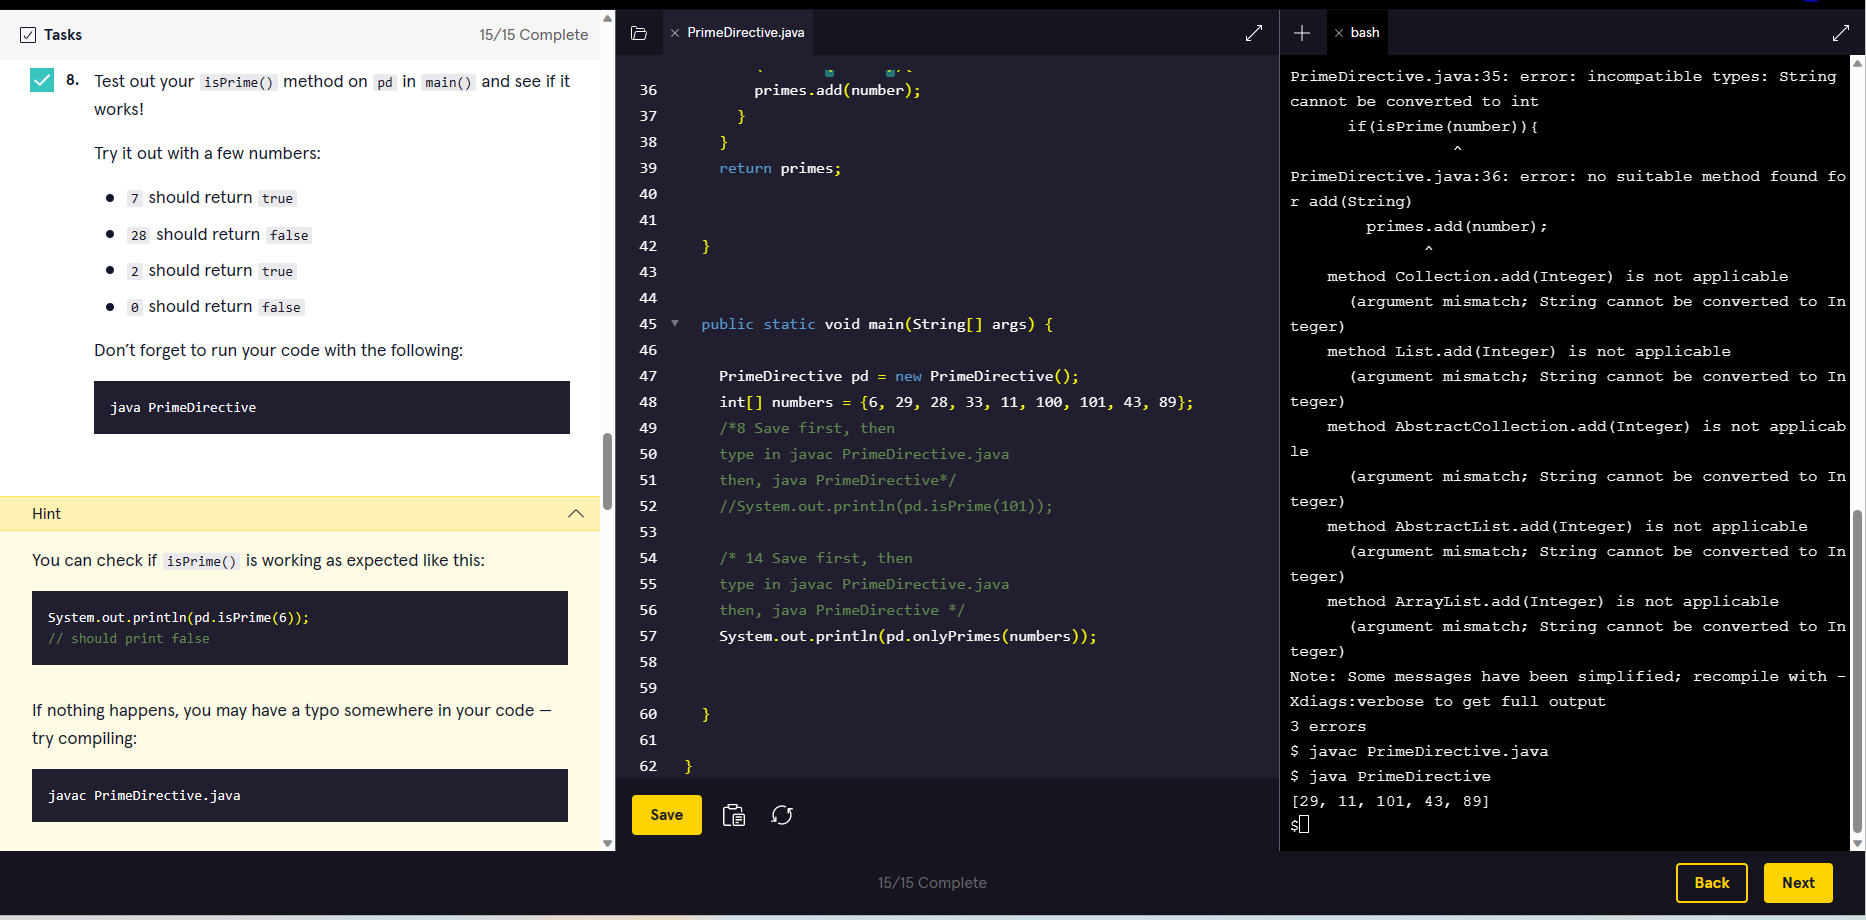 Tasks
15/15 Complete
8. Test out your isPrime() method on pd in main() and see if it
works!
Try it out with a few numbers:
7 should return true
28 should return false
2 should return true
0 should return false
Don't forget to run your code with the following:
java PrimeDirective
Hint
You can check if isPrime() is working as expected like this:
System.out.println(pd.isPrime(6));
// should print false
If nothing happens, you may have a typo somewhere in your code —
try compiling:
javac PrimeDirective.java
PrimeDirective.java
36 primes.add(number);
37 }
38 }
39 return primes;
40
41
42 }
43
44
45 public static void main(String[] args) {
46
47 PrimeDirective pd = new PrimeDirective();
48 int[] numbers = {6, 29, 28, 33, 11, 100, 101, 43, 89};
49 /*8 Save first, then
50 type in javac PrimeDirective.java
51 then, java PrimeDirective*/
52 //System.out.println(pd.isPrime(101));
53
54 /* 14 Save first, then
55 type in javac PrimeDirective.java
56 then, java PrimeDirective */
57 System.out.println(pd.onlyPrimes(numbers));
58
59
60 }
61
62 }
Save
bash
PrimeDirective.java:35: error: incompatible types: String
cannot be converted to int
if(isPrime(number)){
^
PrimeDirective.java:36: error: no suitable method found fo
r add(String)
primes.add(number);
^
method Collection.add(Integer) is not applicable
(argument mismatch; String cannot be converted to In
teger)
method List.add(Integer) is not applicable
(argument mismatch; String cannot be converted to In
teger)
method AbstractCollection.add(Integer) is not applicab
le
(argument mismatch; String cannot be converted to In
teger)
method AbstractList.add(Integer) is not applicable
(argument mismatch; String cannot be converted to In
teger)
method ArrayList.add(Integer) is not applicable
(argument mismatch; String cannot be converted to In
teger)
Note: Some messages have been simplified; recompile with -
Xdiags:verbose to get full output
3 errors
$ javac PrimeDirective.java
$ java PrimeDirective
[29, 11, 101, 43, 89]
$
15/15 Complete
Back
Next